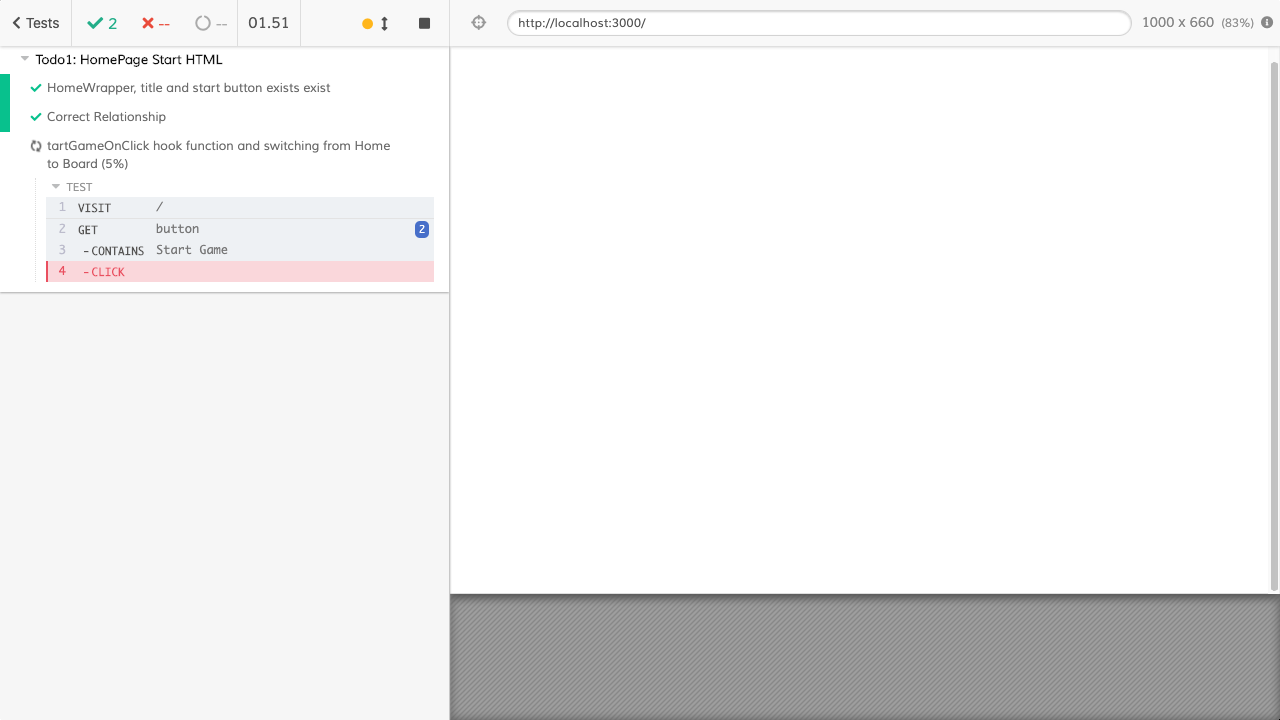 Tests 2 -- -- 01.51 http://localhost:3000/ 1000 x 660 (83%)
Todo1: HomePage Start HTML
HomeWrapper, title and start button exists exist
Correct Relationship
tartGameOnClick hook function and switching from Home
to Board (5%)
TEST
1 VISIT /
2 GET button 2
3 -CONTAINS Start Game
4 -CLICK